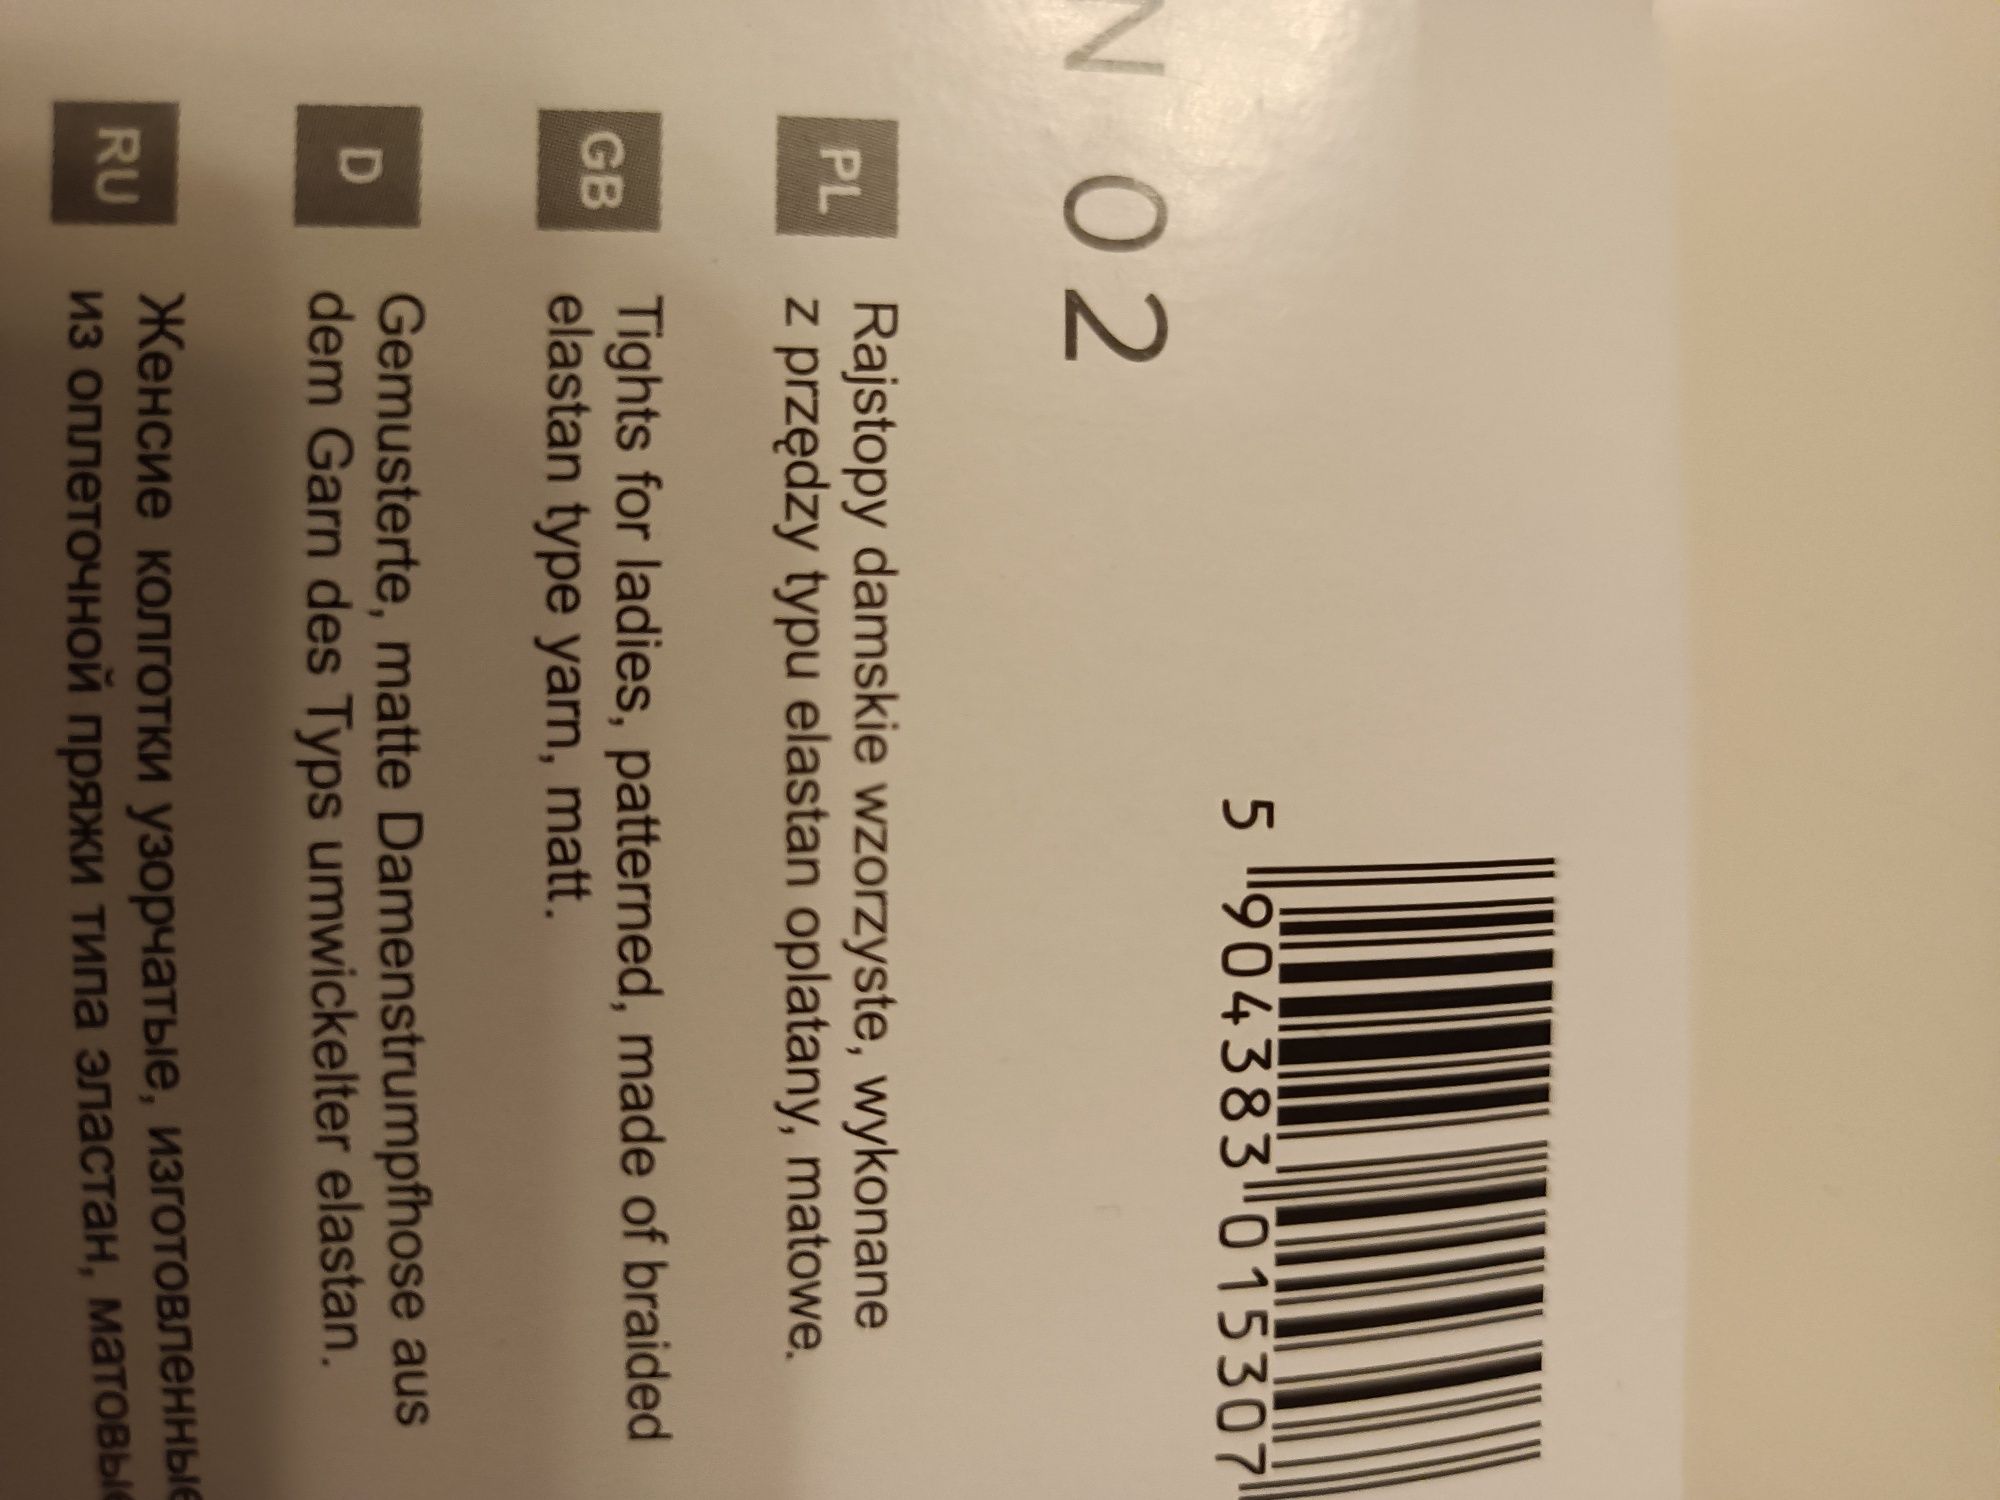 5 904383 015307
N 02
PL
Rajstopy damskie wzorzyste, wykonane
z przędzy typu elastan oplatany, matowe.
GB
Tights for ladies, patterned, made of braided
elastan type yarn, matt.
D
Gemusterte, matte Damenstrumpfhose aus
dem Garn des Typs umwickelter elastan.
RU
Женсие колготки узорчатые, изготовленные
из оплеточной пряжи типа эластан, матовые